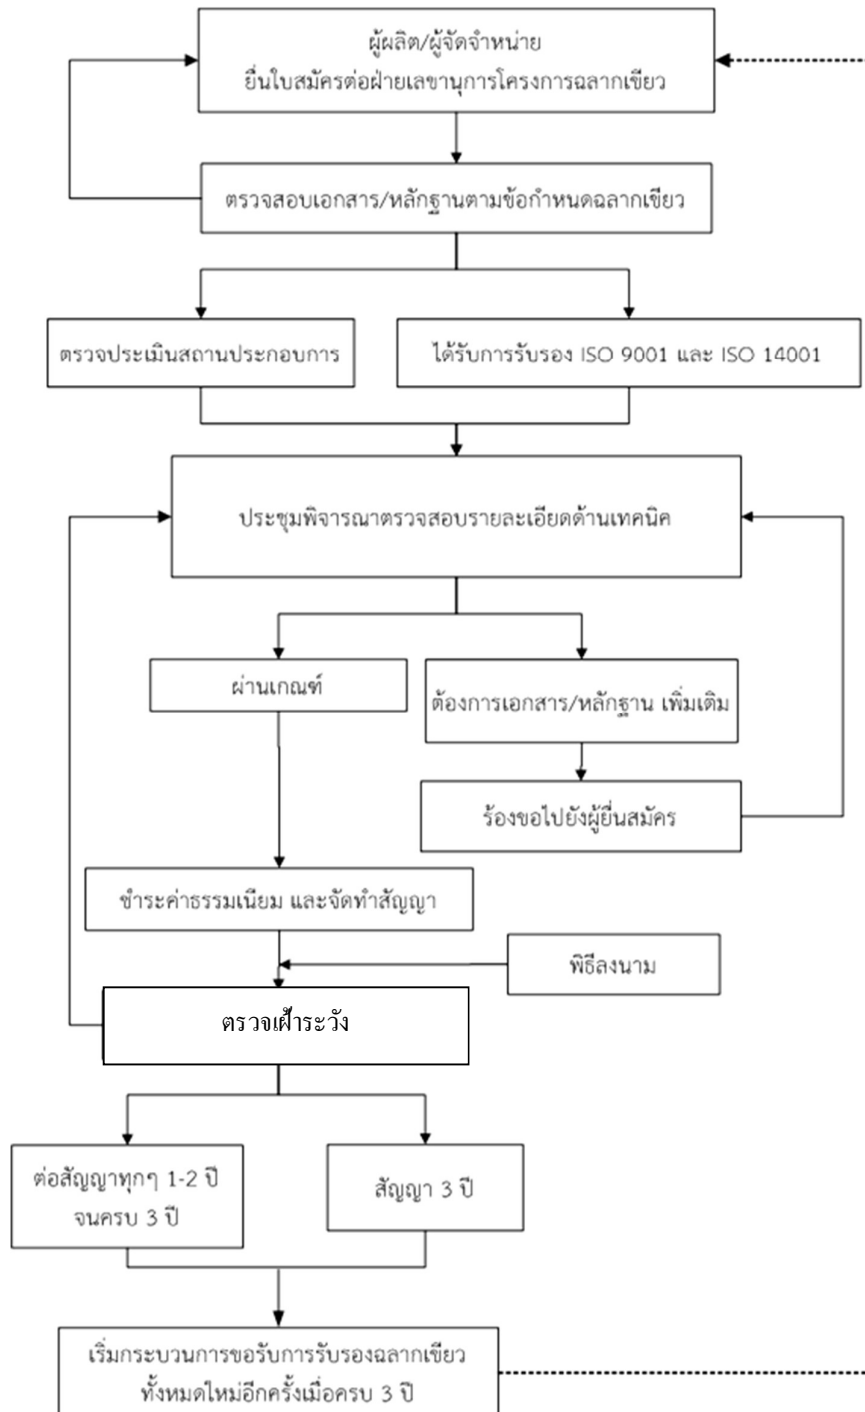 ผู้ผลิต/ผู้จัดจำหน่าย
ยื่นใบสมัครต่อฝ่ายเลขานุการโครงการฉลากเขียว
ตรวจสอบเอกสาร/หลักฐานตามข้อกำหนดฉลากเขียว
ตรวจประเมินสถานประกอบการ
ได้รับการรับรอง ISO 9001 และ ISO 14001
ประชุมพิจารณาตรวจสอบรายละเอียดด้านเทคนิค
ผ่านเกณฑ์
ต้องการเอกสาร/หลักฐาน เพิ่มเติม
ร้องขอไปยังผู้ยื่นสมัคร
ชำระค่าธรรมเนียม และจัดทำสัญญา
พิธีลงนาม
ตรวจเฝ้าระวัง
ต่อสัญญาทุกๆ 1-2 ปี
จนครบ 3 ปี
สัญญา 3 ปี
เริ่มกระบวนการขอรับการรับรองฉลากเขียว
ทั้งหมดใหม่อีกครั้งเมื่อครบ 3 ปี